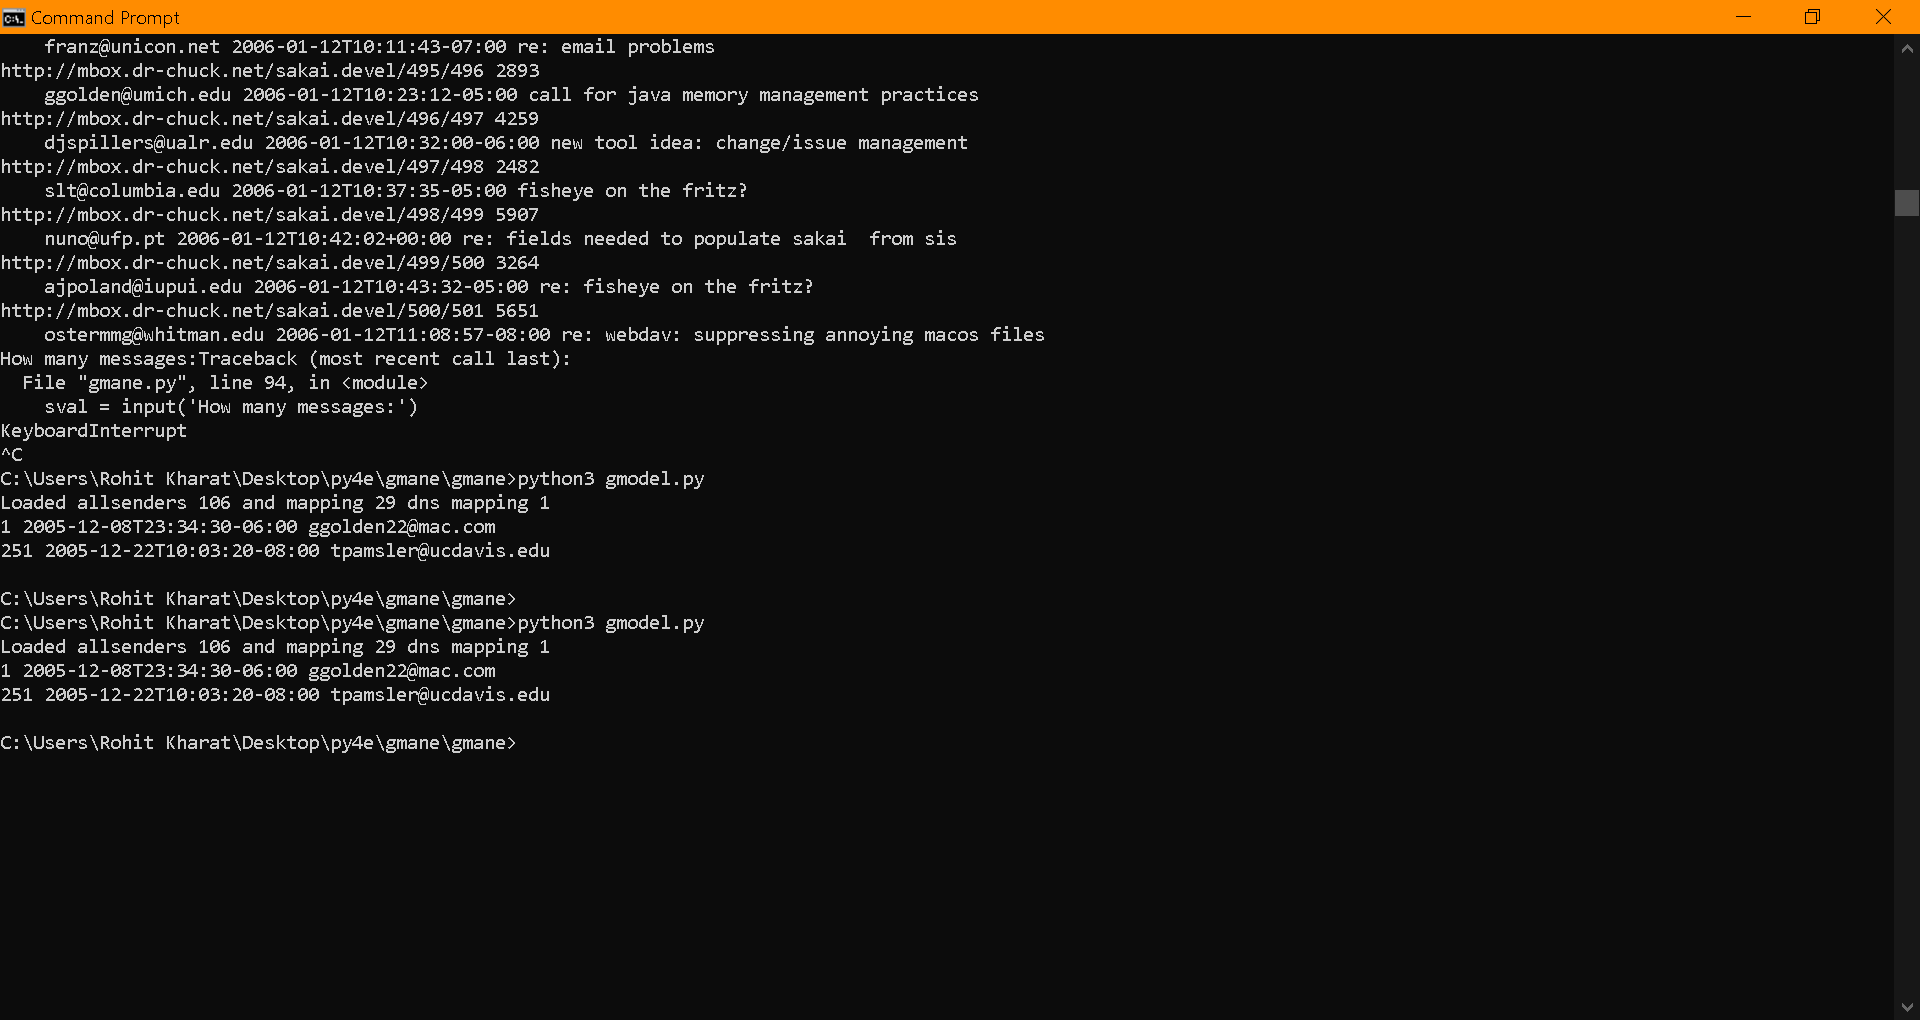 Command Prompt
    franz@unicon.net 2006-01-12T10:11:43-07:00 re: email problems
http://mbox.dr-chuck.net/sakai.devel/495/496 2893
    ggolden@umich.edu 2006-01-12T10:23:12-05:00 call for java memory management practices
http://mbox.dr-chuck.net/sakai.devel/496/497 4259
    djspillers@ualr.edu 2006-01-12T10:32:00-06:00 new tool idea: change/issue management
http://mbox.dr-chuck.net/sakai.devel/497/498 2482
    slt@columbia.edu 2006-01-12T10:37:35-05:00 fisheye on the fritz?
http://mbox.dr-chuck.net/sakai.devel/498/499 5907
    nuno@ufp.pt 2006-01-12T10:42:02+00:00 re: fields needed to populate sakai  from sis
http://mbox.dr-chuck.net/sakai.devel/499/500 3264
    ajpoland@iupui.edu 2006-01-12T10:43:32-05:00 re: fisheye on the fritz?
http://mbox.dr-chuck.net/sakai.devel/500/501 5651
    ostermmg@whitman.edu 2006-01-12T11:08:57-08:00 re: webdav: suppressing annoying macos files
How many messages:Traceback (most recent call last):
  File "gmane.py", line 94, in <module>
    sval = input('How many messages:')
KeyboardInterrupt
^C
C:\Users\Rohit Kharat\Desktop\py4e\gmane\gmane>python3 gmodel.py
Loaded allsenders 106 and mapping 29 dns mapping 1
1 2005-12-08T23:34:30-06:00 ggolden22@mac.com
251 2005-12-22T10:03:20-08:00 tpamsler@ucdavis.edu

C:\Users\Rohit Kharat\Desktop\py4e\gmane\gmane>
C:\Users\Rohit Kharat\Desktop\py4e\gmane\gmane>python3 gmodel.py
Loaded allsenders 106 and mapping 29 dns mapping 1
1 2005-12-08T23:34:30-06:00 ggolden22@mac.com
251 2005-12-22T10:03:20-08:00 tpamsler@ucdavis.edu

C:\Users\Rohit Kharat\Desktop\py4e\gmane\gmane>